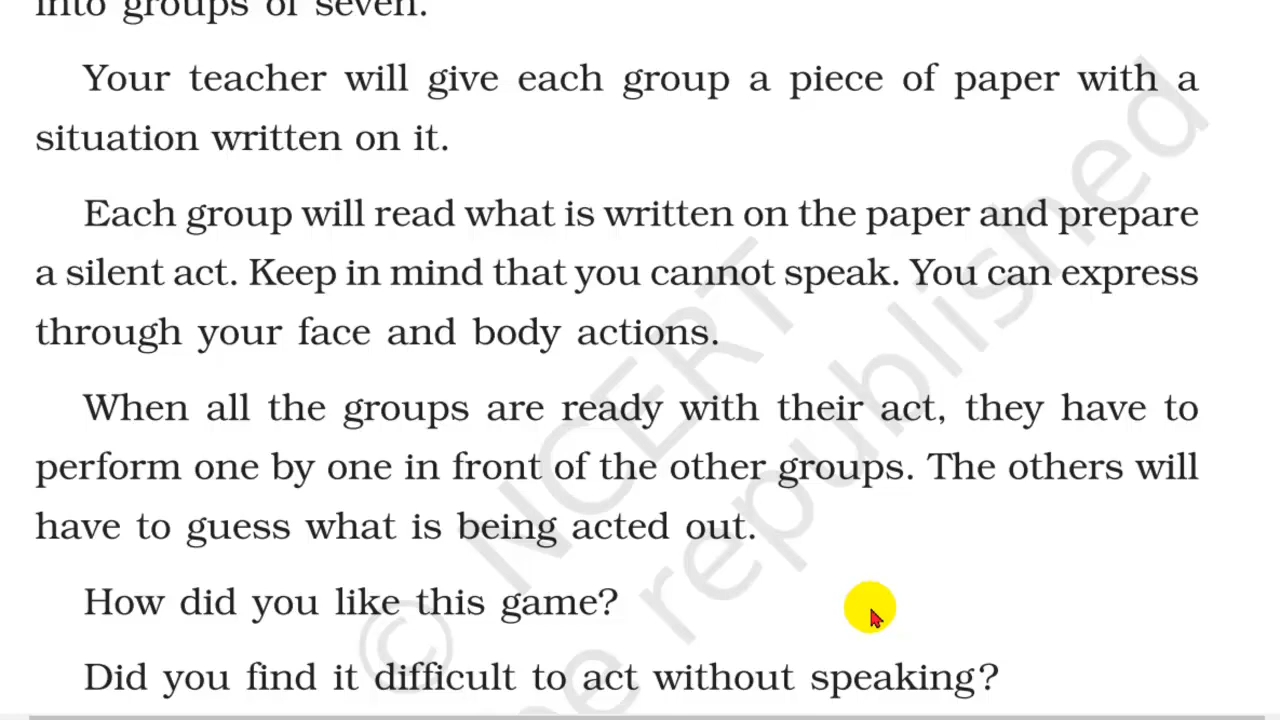 into groups of seven.
Your teacher will give each group a piece of paper with a
situation written on it.
Each group will read what is written on the paper and prepare
a silent act. Keep in mind that you cannot speak. You can express
through your face and body actions.
When all the groups are ready with their act, they have to
perform one by one in front of the other groups. The others will
have to guess what is being acted out.
How did you like this game?
Did you find it difficult to act without speaking?
© NCERT
be republished